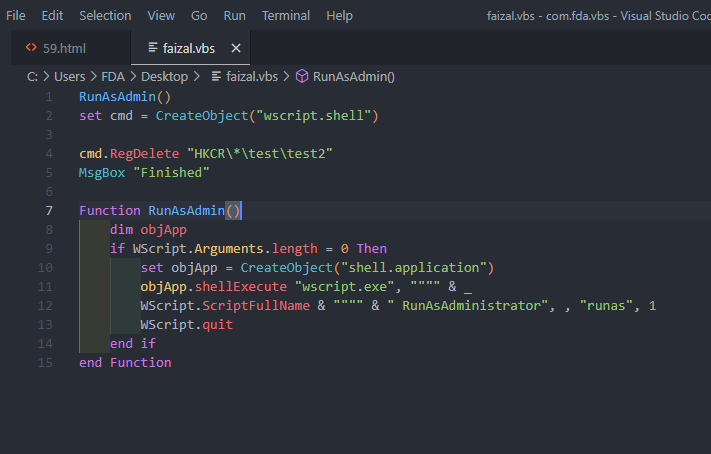 File Edit Selection View Go Run Terminal Help faizal.vbs - com.fda.vbs - Visual Studio Cod
<> 59.html faizal.vbs ×
C: > Users > FDA > Desktop > faizal.vbs > RunAsAdmin()
1 RunAsAdmin()
2 set cmd = CreateObject("wscript.shell")
3
4 cmd.RegDelete "HKCR\*\test\test2"
5 MsgBox "Finished"
6
7 Function RunAsAdmin()
8 dim objApp
9 if WScript.Arguments.length = 0 Then
10 set objApp = CreateObject("shell.application")
11 objApp.shellExecute "wscript.exe", """" & _
12 WScript.ScriptFullName & """" & " RunAsAdministrator", , "runas", 1
13 WScript.quit
14 end if
15 end Function